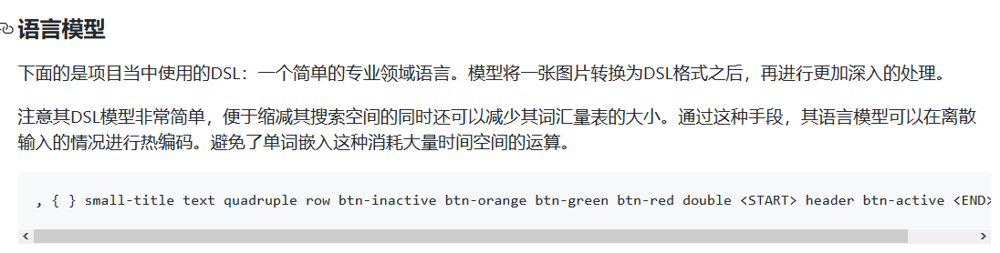 语言模型
下面的是项目当中使用的DSL：一个简单的专业领域语言。模型将一张图片转换为DSL格式之后，再进行更加深入的处理。
注意其DSL模型非常简单，便于缩减其搜索空间的同时还可以减少其词汇量表的大小。通过这种手段，其语言模型可以在离散
输入的情况进行热编码。避免了单词嵌入这种消耗大量时间空间的运算。
, { } small-title text quadruple row btn-inactive btn-orange btn-green btn-red double <START> header btn-active <END>